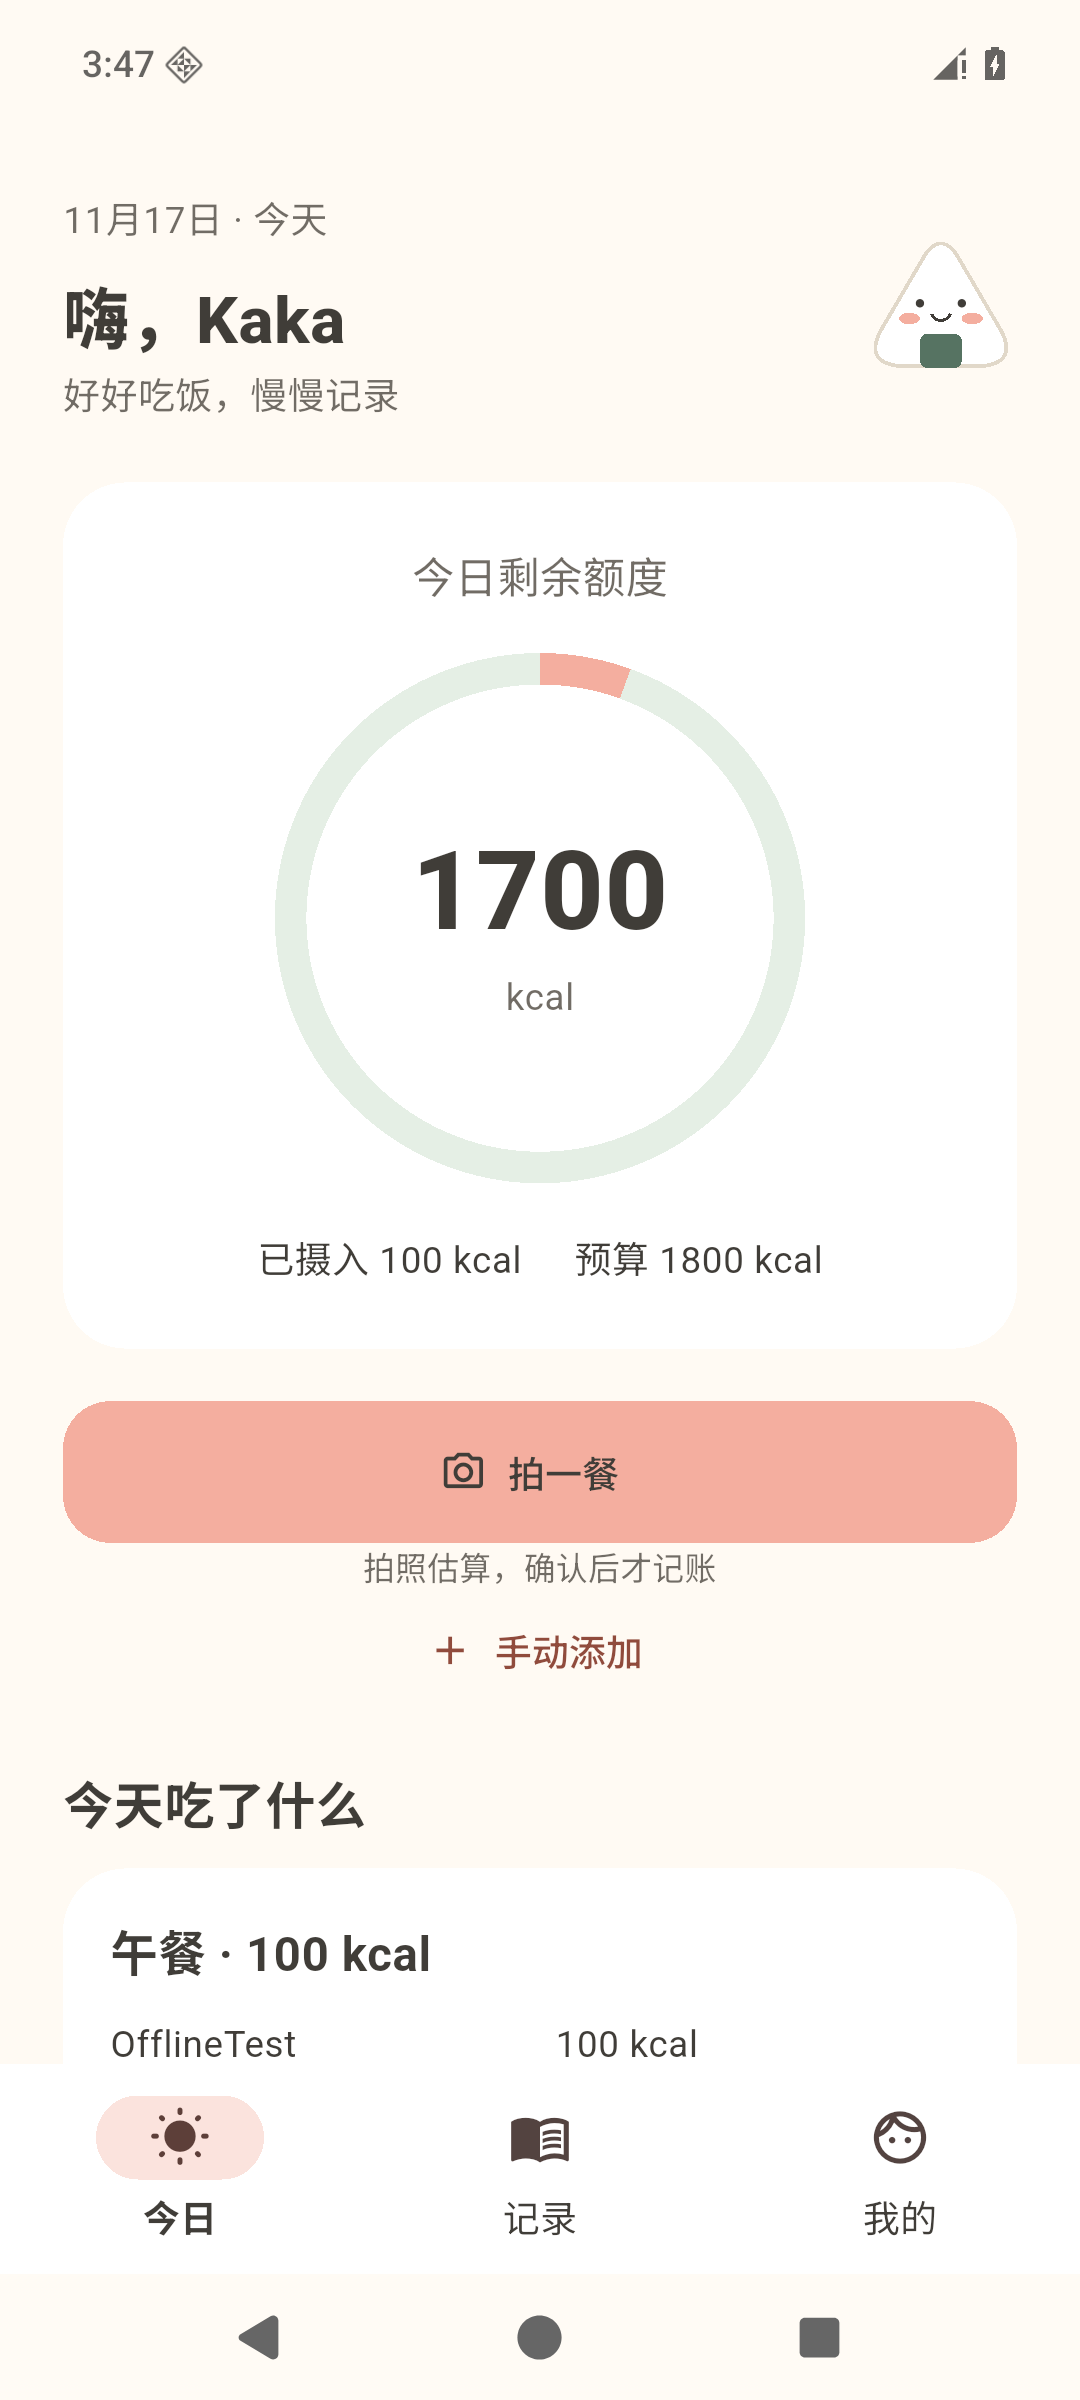 3:47
11月17日 · 今天
嗨，Kaka
好好吃饭，慢慢记录
今日剩余额度
1700
kcal
已摄入 100 kcal 预算 1800 kcal
拍一餐
拍照估算，确认后才记账
+ 手动添加
今天吃了什么
午餐 · 100 kcal
OfflineTest 100 kcal
今日 记录 我的